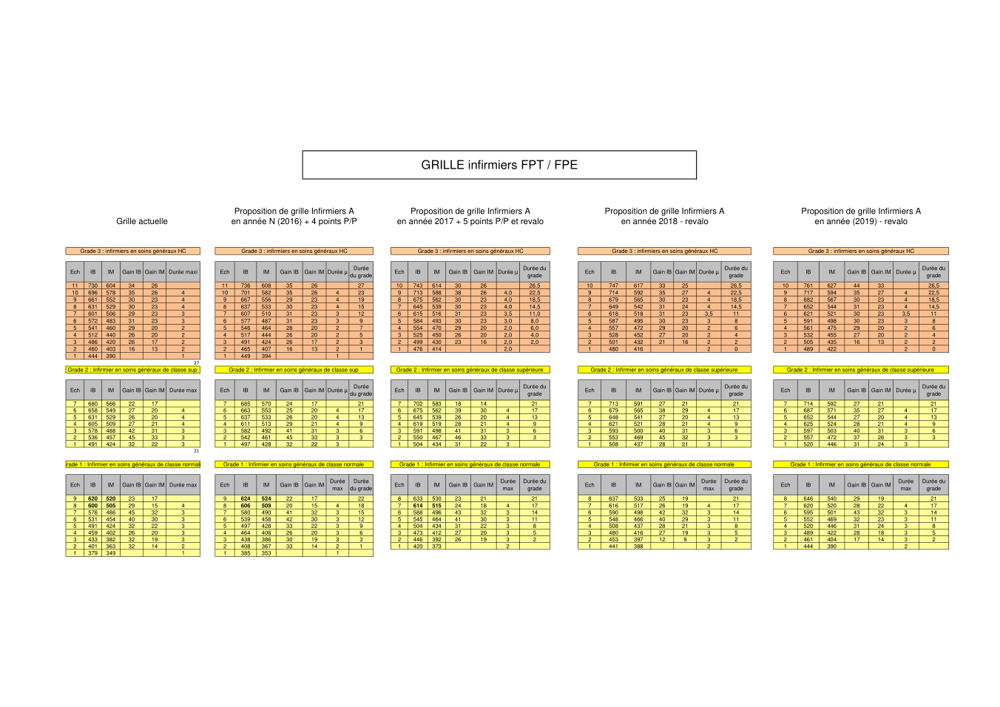 GRILLE infirmiers FPT / FPE
Grille actuelle
Grade 3 : infirmiers en soins généraux HC
Ech IB IM Gain IB Gain IM Durée maxi
11 730 604 34 26
10 696 578 35 26 4
9 661 552 30 23 4
8 631 529 30 23 4
7 601 506 29 23 3
6 572 483 31 23 3
5 541 460 29 20 2
4 512 440 26 20 2
3 486 420 26 17 2
2 460 403 16 13 2
1 444 390 1
27
Grade 2 : Infirmier en soins généraux de classe sup
Ech IB IM Gain IB Gain IM Durée max
7 680 566 22 17
6 658 549 27 20 4
5 631 529 26 20 4
4 605 509 27 21 4
3 578 488 42 31 3
2 536 457 45 33 3
1 491 424 32 22 3
21
rade 1 : Infirmier en soins généraux de classe normal
Ech IB IM Gain IB Gain IM Durée max
9 620 520 23 17
8 600 505 29 15 4
7 576 486 45 32 3
6 531 454 40 30 3
5 491 424 32 22 3
4 459 402 26 20 3
3 433 382 32 19 3
2 401 363 32 14 2
1 379 349 1
Proposition de grille Infirmiers A
en année N (2016) + 4 points P/P
Grade 3 : infirmiers en soins généraux HC
Ech IB IM Gain IB Gain IM Durée µ Durée du grade
11 736 608 35 26 27
10 701 582 35 26 4 23
9 667 556 29 23 4 19
8 637 533 30 23 4 15
7 607 510 31 23 3 12
6 577 487 31 23 3 9
5 546 464 20 20 2 7
4 517 444 26 20 2 5
3 491 424 26 17 2 3
2 465 407 16 13 2 1
1 449 394 1
Grade 2 : Infirmier en soins généraux de classe sup
Ech IB IM Gain IB Gain IM Durée µ Durée du grade
7 685 570 24 17 21
6 663 553 25 20 4 17
5 637 533 26 20 4 13
4 611 513 29 21 4 9
3 582 492 41 31 3 6
2 542 461 45 33 3 3
1 497 428 32 22 3
Grade 1 : Infirmier en soins généraux de classe normale
Ech IB IM Gain IB Gain IM Durée max Durée du grade
9 624 524 22 17 22
8 606 509 20 15 4 18
7 580 490 41 32 3 15
6 539 458 42 30 3 12
5 497 428 33 22 3 9
4 464 406 26 20 3 6
3 438 386 30 19 3 3
2 408 367 33 14 2 1
1 385 353 1
Proposition de grille Infirmiers A
en année 2017 + 5 points P/P et revalo
Grade 3 : infirmiers en soins généraux HC
Ech IB IM Gain IB Gain IM Durée µ Durée du grade
10 743 614 30 26 26,5
9 713 588 38 26 4,0 22,5
8 675 562 30 23 4,0 18,5
7 645 539 30 23 4,0 14,5
6 615 516 31 23 3,5 11,0
5 584 493 30 23 3,0 8,0
4 554 470 29 20 2,0 6,0
3 525 450 26 20 2,0 4,0
2 499 430 23 16 2,0 2,0
1 476 414 2,0
Grade 2 : Infirmier en soins généraux de classe supérieure
Ech IB IM Gain IB Gain IM Durée µ Durée du grade
7 702 583 18 14 21
6 675 562 39 30 4 17
5 645 539 26 20 4 13
4 619 519 28 21 4 9
3 591 498 41 31 3 6
2 550 467 46 33 3 3
1 504 434 31 22 3
Grade 1 : Infirmier en soins généraux de classe normale
Ech IB IM Gain IB Gain IM Durée max Durée du grade
8 633 530 23 21 21
7 614 515 24 18 4 17
6 588 496 43 32 3 14
5 545 464 41 30 3 11
4 504 434 31 22 3 8
3 473 412 27 20 3 5
2 446 392 26 19 3 2
1 420 373 2
Proposition de grille Infirmiers A
en année 2018 - revalo
Grade 3 : infirmiers en soins généraux HC
Ech IB IM Gain IB Gain IM Durée µ Durée du grade
10 747 617 33 25 26,5
9 714 592 35 27 4 22,5
8 679 565 30 23 4 18,5
7 649 542 31 24 4 14,5
6 618 518 31 23 3,5 11
5 587 495 30 23 3 8
4 557 472 29 20 2 6
3 528 452 27 20 2 4
2 501 432 21 16 2 2
1 480 416 2 0
Grade 2 : Infirmier en soins généraux de classe supérieure
Ech IB IM Gain IB Gain IM Durée µ Durée du grade
7 713 591 27 21 21
6 679 565 38 29 4 17
5 648 541 27 20 4 13
4 621 521 28 21 4 9
3 593 500 40 31 3 6
2 553 469 45 32 3 3
1 508 437 21 3
Grade 1 : Infirmier en soins généraux de classe normale
Ech IB IM Gain IB Gain IM Durée max Durée du grade
8 637 533 25 19 21
7 616 517 26 19 4 17
6 590 498 42 32 3 14
5 548 466 40 29 3 11
4 508 437 28 21 3 8
3 480 416 27 19 3 5
2 453 397 12 9 3 2
1 441 388 2
Proposition de grille Infirmiers A
en année (2019) - revalo
Grade 3 : infirmiers en soins généraux HC
Ech IB IM Gain IB Gain IM Durée µ Durée du grade
10 761 627 44 33 26,5
9 717 594 35 27 4 22,5
8 682 567 30 23 4 18,5
7 652 544 31 23 4 14,5
6 621 521 30 23 3,5 11
5 591 498 30 23 3 8
4 561 475 29 20 2 6
3 532 455 27 20 2 4
2 505 435 16 13 2 2
1 489 422 2 0
Grade 2 : Infirmier en soins généraux de classe supérieure
Ech IB IM Gain IB Gain IM Durée µ Durée du grade
7 714 592 27 21 21
6 687 571 35 27 4 17
5 652 544 27 20 4 13
4 625 524 28 21 4 9
3 597 503 40 31 3 6
2 557 472 37 26 3 3
1 520 446 31 24 3
Grade 1 : Infirmier en soins généraux de classe normale
Ech IB IM Gain IB Gain IM Durée max Durée du grade
8 646 540 29 19 21
7 620 520 28 22 4 17
6 595 501 43 32 3 14
5 552 469 32 23 3 11
4 520 446 31 24 3 8
3 489 422 28 18 3 5
2 461 404 17 14 3 2
1 444 390 2